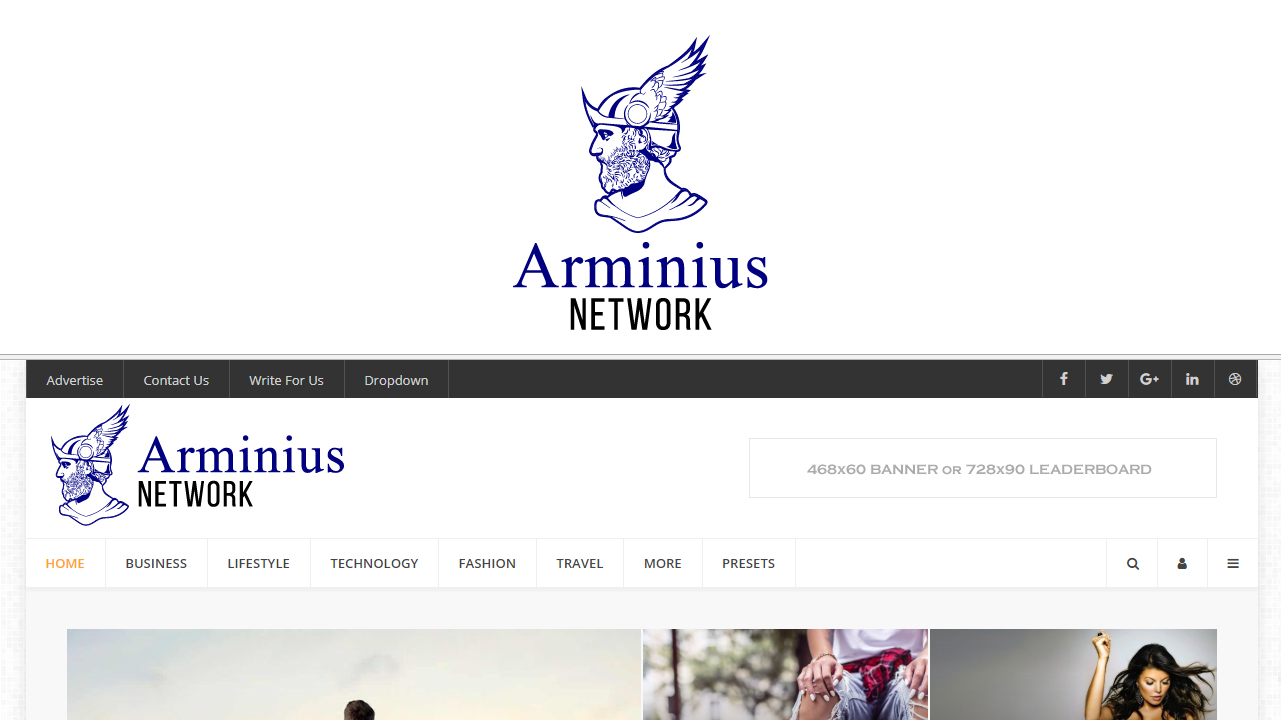 Arminius
NETWORK
Advertise Contact Us Write For Us Dropdown
Arminius
NETWORK
468x60 BANNER OR 728x90 LEADERBOARD
HOME BUSINESS LIFESTYLE TECHNOLOGY FASHION TRAVEL MORE PRESETS